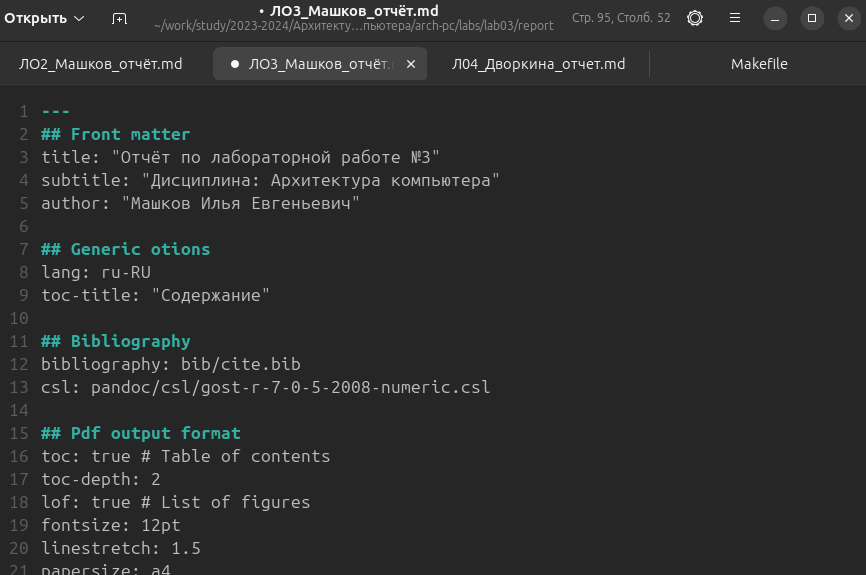 Открыть
• ЛО3_Машков_отчёт.md
~/work/study/2023-2024/Архитекту…пьютера/arch-pc/labs/lab03/report
Стр. 95, Столб. 52
ЛО2_Машков_отчёт.md
ЛО3_Машков_отчёт.
Л04_Дворкина_отчет.md
Makefile
1 ---
2 ## Front matter
3 title: "Отчёт по лабораторной работе №3"
4 subtitle: "Дисциплина: Архитектура компьютера"
5 author: "Машков Илья Евгеньевич"
6
7 ## Generic otions
8 lang: ru-RU
9 toc-title: "Содержание"
10
11 ## Bibliography
12 bibliography: bib/cite.bib
13 csl: pandoc/csl/gost-r-7-0-5-2008-numeric.csl
14
15 ## Pdf output format
16 toc: true # Table of contents
17 toc-depth: 2
18 lof: true # List of figures
19 fontsize: 12pt
20 linestretch: 1.5
21 papersize: a4